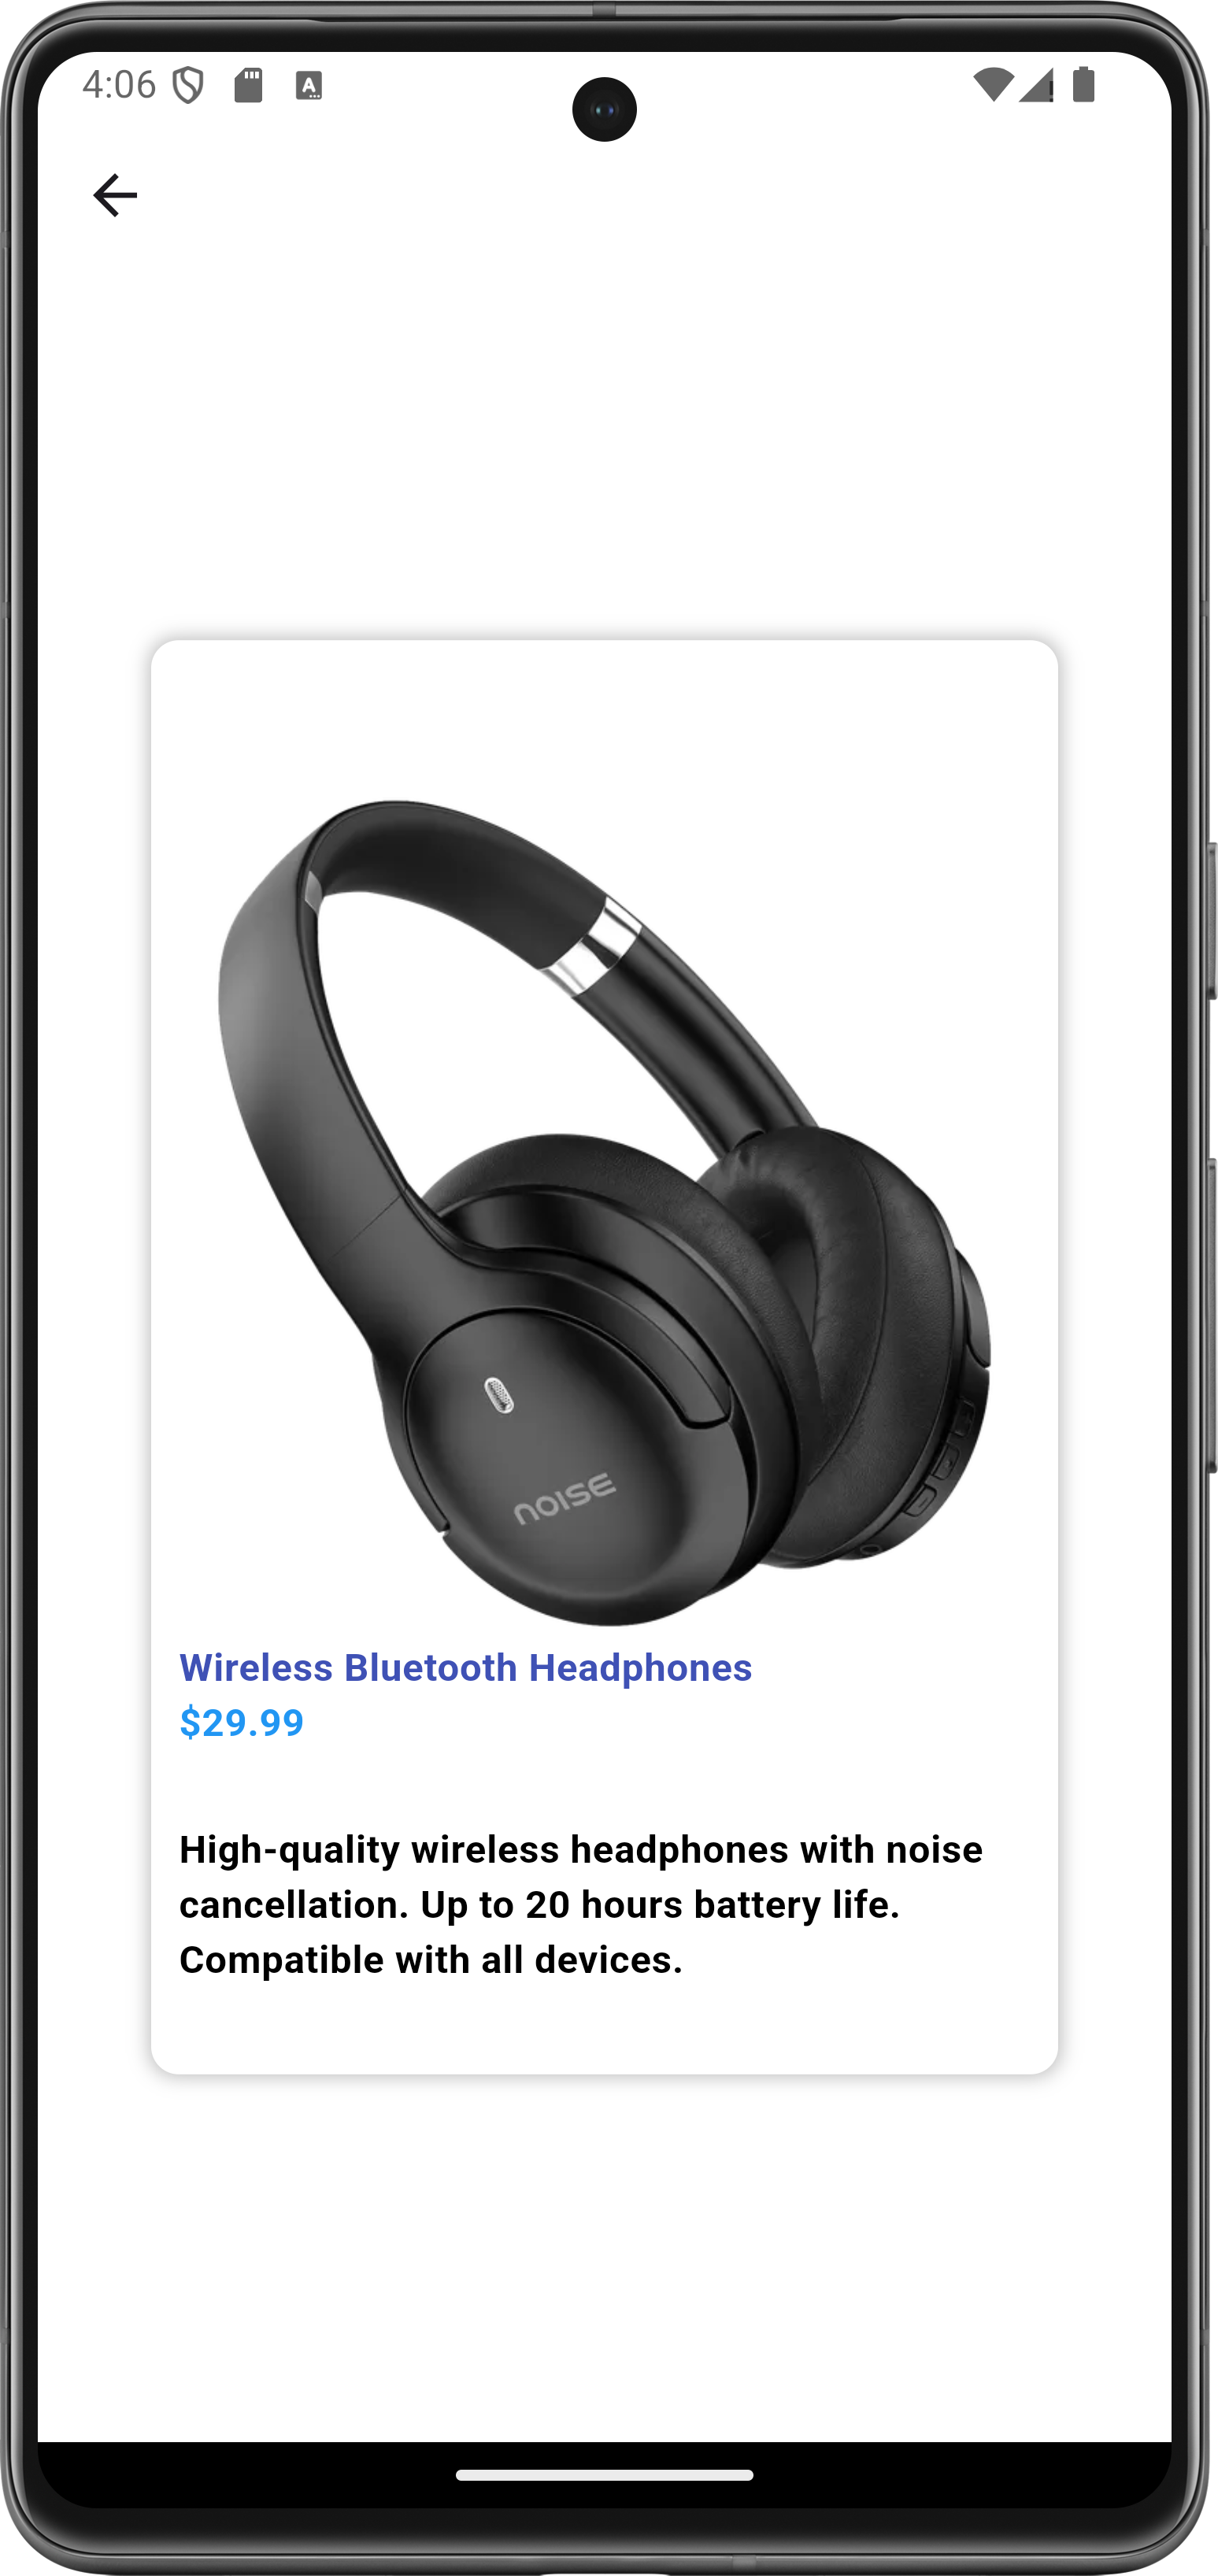 4:06
A
noise
Wireless Bluetooth Headphones
$29.99
High-quality wireless headphones with noise
cancellation. Up to 20 hours battery life.
Compatible with all devices.